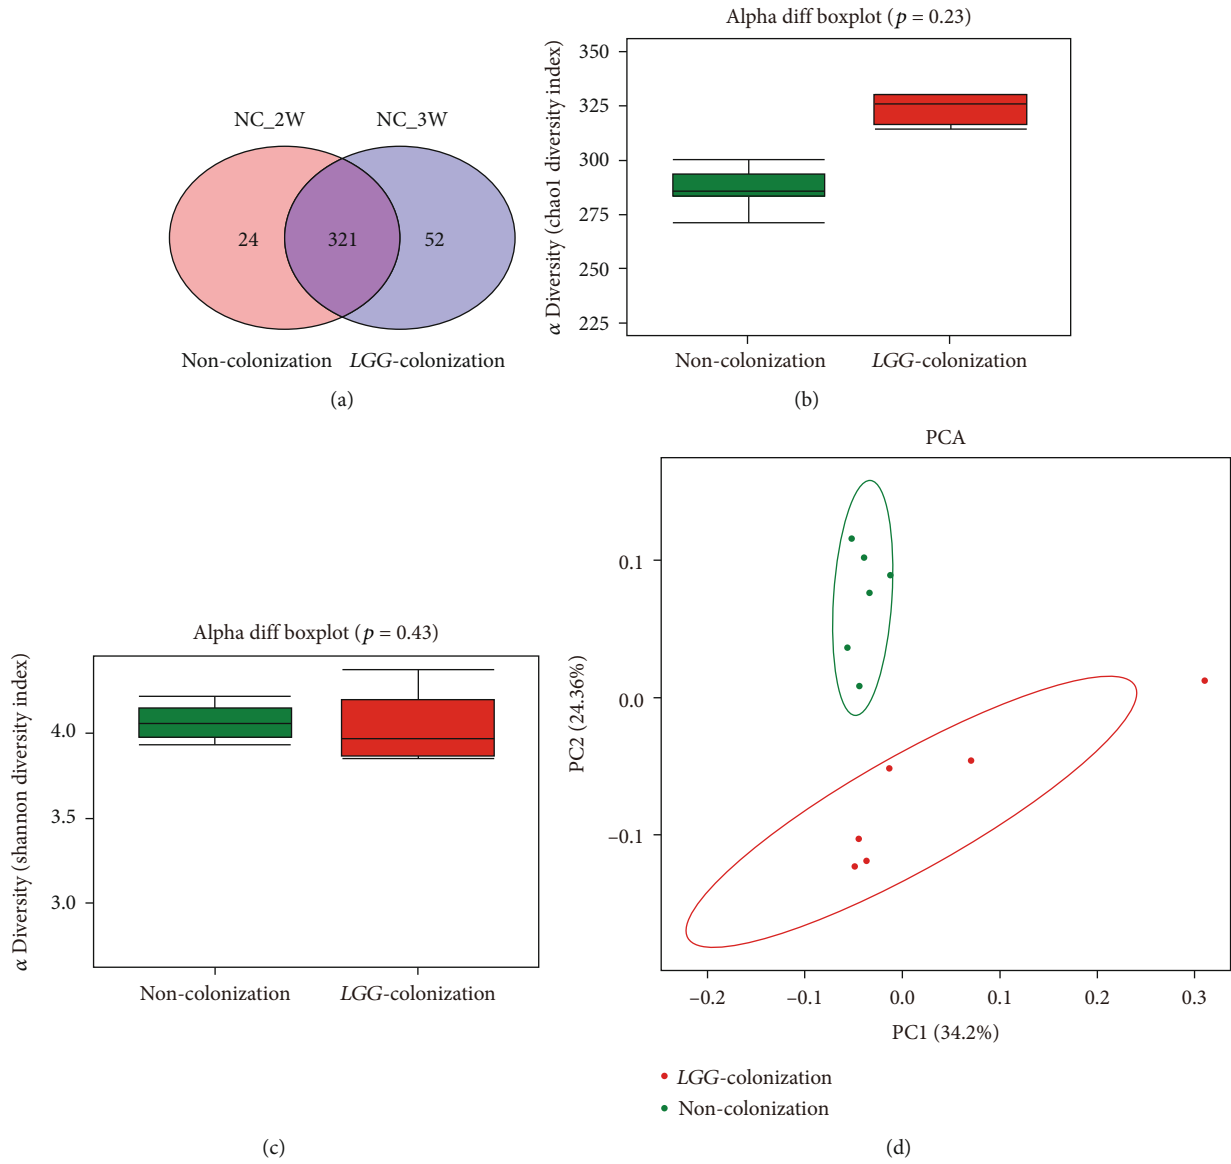 NC_2W
NC_3W
24
321
52
Non-colonization
LGG-colonization
(a)
Alpha diff boxplot (p = 0.23)
α Diversity (chao1 diversity index)
350
325
300
275
250
225
Non-colonization
LGG-colonization
(b)
Alpha diff boxplot (p = 0.43)
α Diversity (shannon diversity index)
4.0
3.5
3.0
Non-colonization
LGG-colonization
(c)
PCA
PC2 (24.36%)
0.1
0.0
−0.1
−0.2
−0.1
0.0
0.1
0.2
0.3
PC1 (34.2%)
LGG-colonization
Non-colonization
(d)